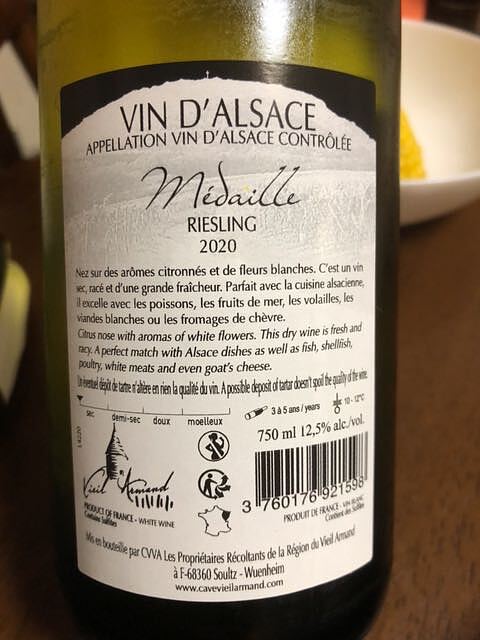 VIN D'ALSACE
APPELLATION VIN D'ALSACE CONTRÔLÉE
Médaille
RIESLING
2020
Nez sur des arômes citronnés et de fleurs blanches. C'est un vin
sec, racé et d'une grande fraîcheur. Parfait avec la cuisine alsacienne,
il excelle avec les poissons, les fruits de mer, les volailles, les
viandes blanches ou les fromages de chèvre.
Citrus nose with aromas of white flowers. This dry wine is fresh and
racy. A perfect match with Alsace dishes as well as fish, shellfish,
poultry, white meats and even goat's cheese.
Un éventuel dépôt de tartre n'altère en rien la qualité du vin. A possible deposit of tartar doesn't spoil the quality of the wine.
sec demi-sec doux moelleux
3 à 5 ans / years
10 - 12°C
L4220
750 ml 12,5% alc./vol.
Vieil Armand
3 760176 921598
PRODUCT OF FRANCE - WHITE WINE
Contains Sulfites
PRODUIT DE FRANCE - VIN BLANC
Contient des Sulfites
Mis en bouteille par CVVA Les Propriétaires Récoltants de la Région du Vieil Armand
à F-68360 Soultz - Wuenheim
www.cavevieilarmand.com